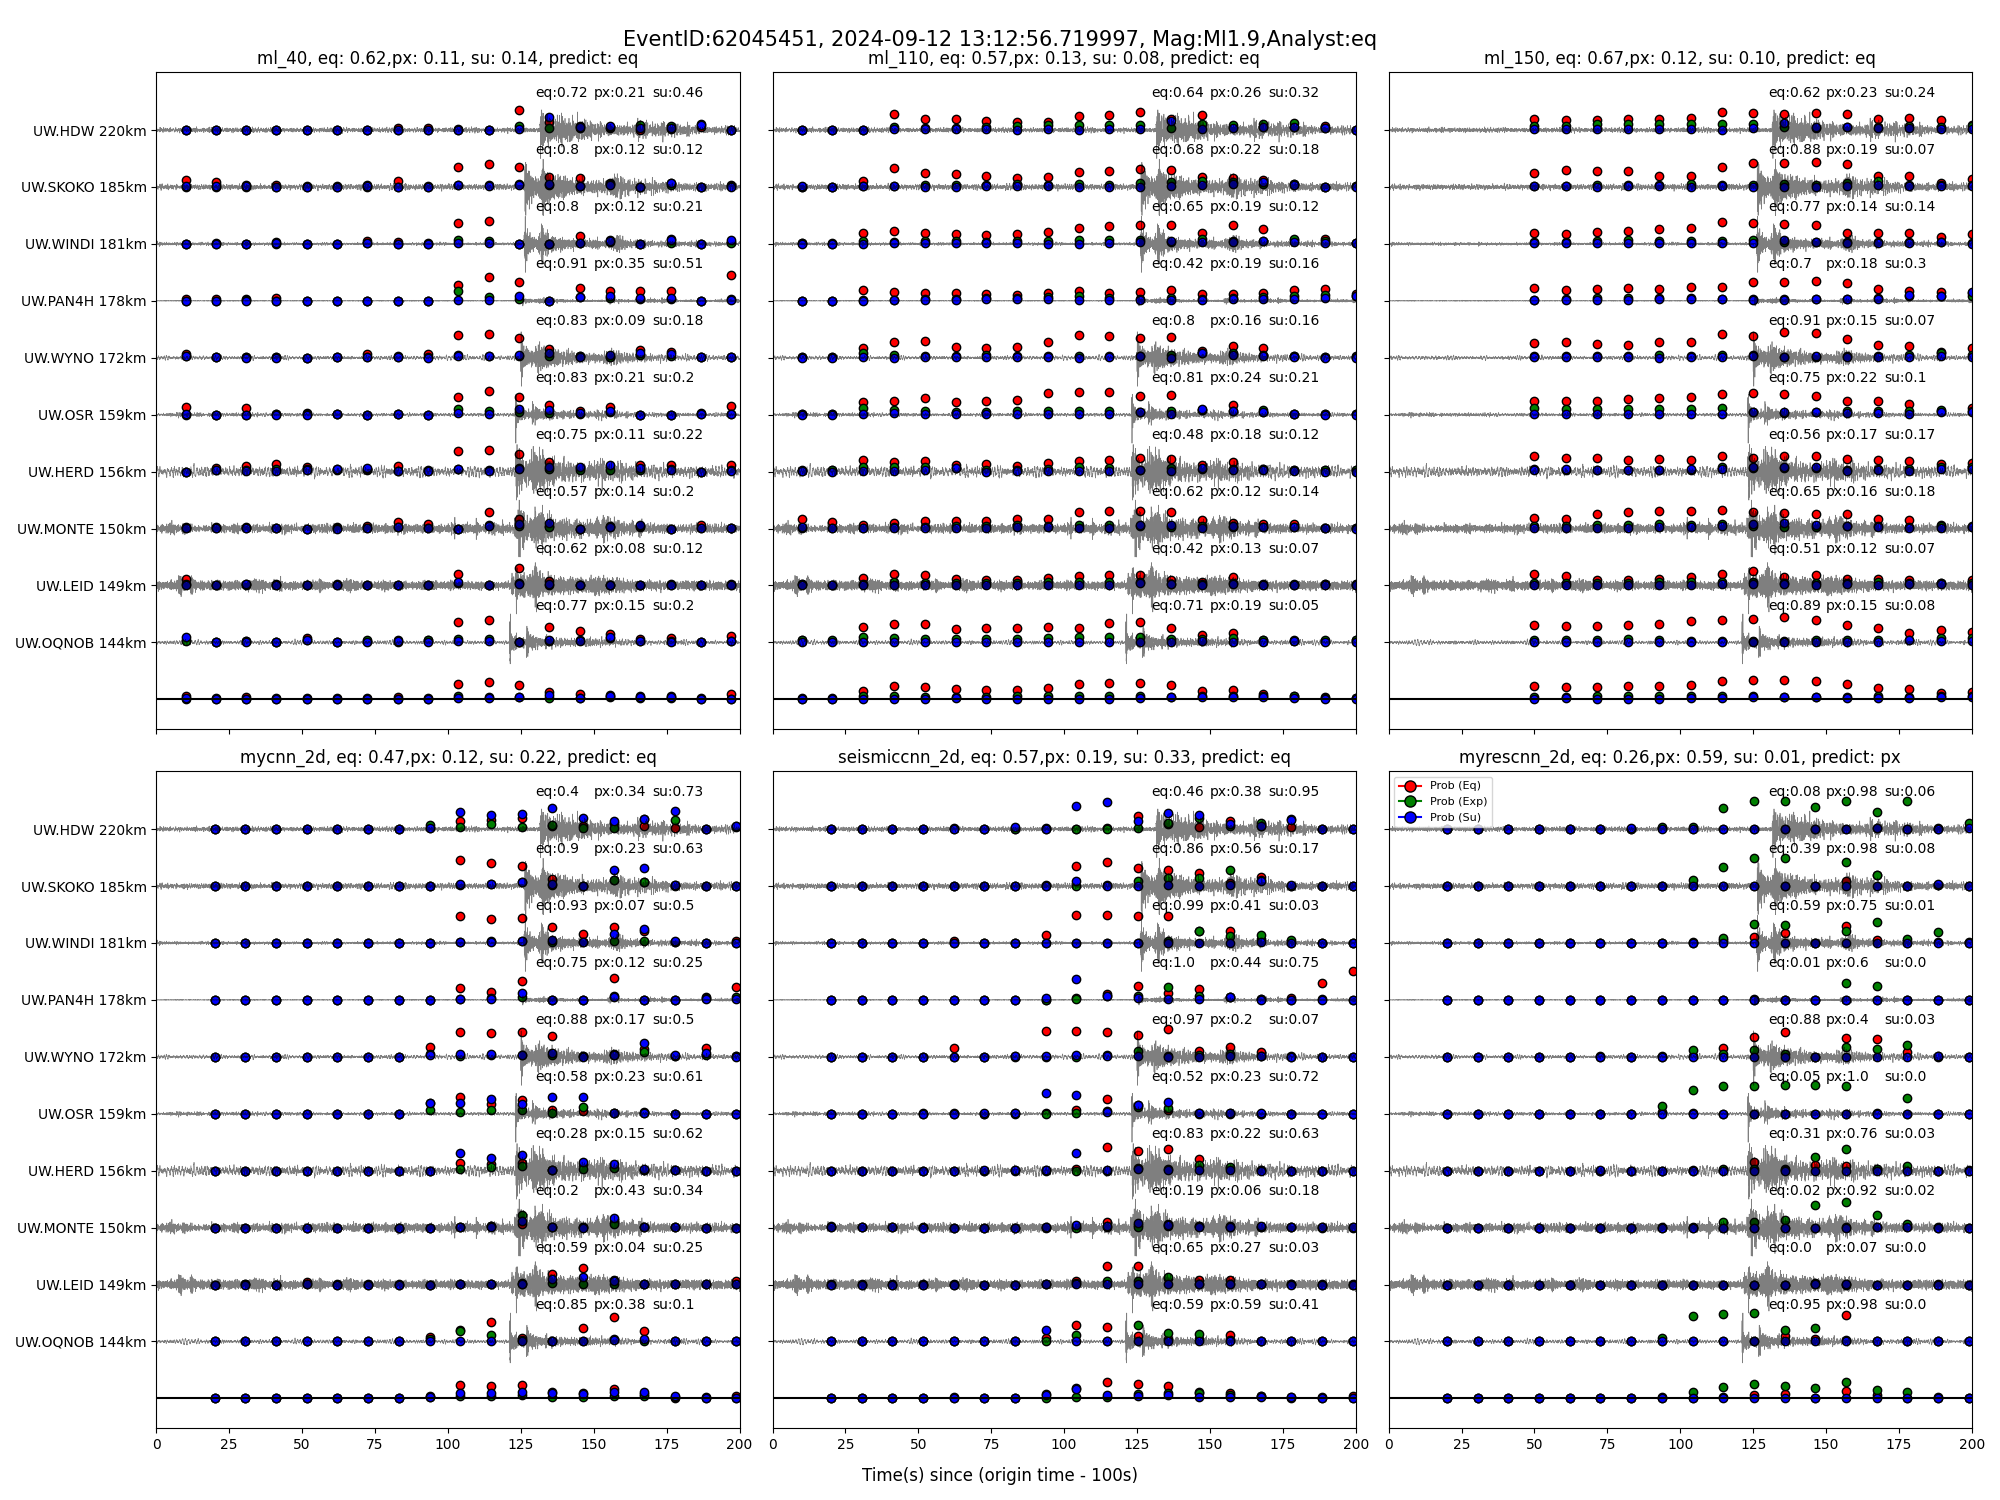 EventID:62045451, 2024-09-12 13:12:56.719997, Mag:Ml1.9,Analyst:eq
ml_40, eq: 0.62,px: 0.11, su: 0.14, predict: eq
eq:0.72 px:0.21 su:0.46
UW.HDW 220km
eq:0.8 px:0.12 su:0.12
UW.SKOKO 185km
eq:0.8 px:0.12 su:0.21
UW.WINDI 181km
eq:0.91 px:0.35 su:0.51
UW.PAN4H 178km
eq:0.83 px:0.09 su:0.18
UW.WYNO 172km
eq:0.83 px:0.21 su:0.2
UW.OSR 159km
eq:0.75 px:0.11 su:0.22
UW.HERD 156km
eq:0.57 px:0.14 su:0.2
UW.MONTE 150km
eq:0.62 px:0.08 su:0.12
UW.LEID 149km
eq:0.77 px:0.15 su:0.2
UW.OQNOB 144km
ml_110, eq: 0.57,px: 0.13, su: 0.08, predict: eq
eq:0.64 px:0.26 su:0.32
eq:0.68 px:0.22 su:0.18
eq:0.65 px:0.19 su:0.12
eq:0.42 px:0.19 su:0.16
eq:0.8 px:0.16 su:0.16
eq:0.81 px:0.24 su:0.21
eq:0.48 px:0.18 su:0.12
eq:0.62 px:0.12 su:0.14
eq:0.42 px:0.13 su:0.07
eq:0.71 px:0.19 su:0.05
ml_150, eq: 0.67,px: 0.12, su: 0.10, predict: eq
eq:0.62 px:0.23 su:0.24
eq:0.88 px:0.19 su:0.07
eq:0.77 px:0.14 su:0.14
eq:0.7 px:0.18 su:0.3
eq:0.91 px:0.15 su:0.07
eq:0.75 px:0.22 su:0.1
eq:0.56 px:0.17 su:0.17
eq:0.65 px:0.16 su:0.18
eq:0.51 px:0.12 su:0.07
eq:0.89 px:0.15 su:0.08
mycnn_2d, eq: 0.47,px: 0.12, su: 0.22, predict: eq
eq:0.4 px:0.34 su:0.73
UW.HDW 220km
eq:0.9 px:0.23 su:0.63
UW.SKOKO 185km
eq:0.93 px:0.07 su:0.5
UW.WINDI 181km
eq:0.75 px:0.12 su:0.25
UW.PAN4H 178km
eq:0.88 px:0.17 su:0.5
UW.WYNO 172km
eq:0.58 px:0.23 su:0.61
UW.OSR 159km
eq:0.28 px:0.15 su:0.62
UW.HERD 156km
eq:0.2 px:0.43 su:0.34
UW.MONTE 150km
eq:0.59 px:0.04 su:0.25
UW.LEID 149km
eq:0.85 px:0.38 su:0.1
UW.OQNOB 144km
0 25 50 75 100 125 150 175 200
seismiccnn_2d, eq: 0.57,px: 0.19, su: 0.33, predict: eq
eq:0.46 px:0.38 su:0.95
eq:0.86 px:0.56 su:0.17
eq:0.99 px:0.41 su:0.03
eq:1.0 px:0.44 su:0.75
eq:0.97 px:0.2 su:0.07
eq:0.52 px:0.23 su:0.72
eq:0.83 px:0.22 su:0.63
eq:0.19 px:0.06 su:0.18
eq:0.65 px:0.27 su:0.03
eq:0.59 px:0.59 su:0.41
0 25 50 75 100 125 150 175 200
myrescnn_2d, eq: 0.26,px: 0.59, su: 0.01, predict: px
Prob (Eq)
Prob (Exp)
Prob (Su)
eq:0.08 px:0.98 su:0.06
eq:0.39 px:0.98 su:0.08
eq:0.59 px:0.75 su:0.01
eq:0.01 px:0.6 su:0.0
eq:0.88 px:0.4 su:0.03
eq:0.05 px:1.0 su:0.0
eq:0.31 px:0.76 su:0.03
eq:0.02 px:0.92 su:0.02
eq:0.0 px:0.07 su:0.0
eq:0.95 px:0.98 su:0.0
0 25 50 75 100 125 150 175 200
Time(s) since (origin time - 100s)